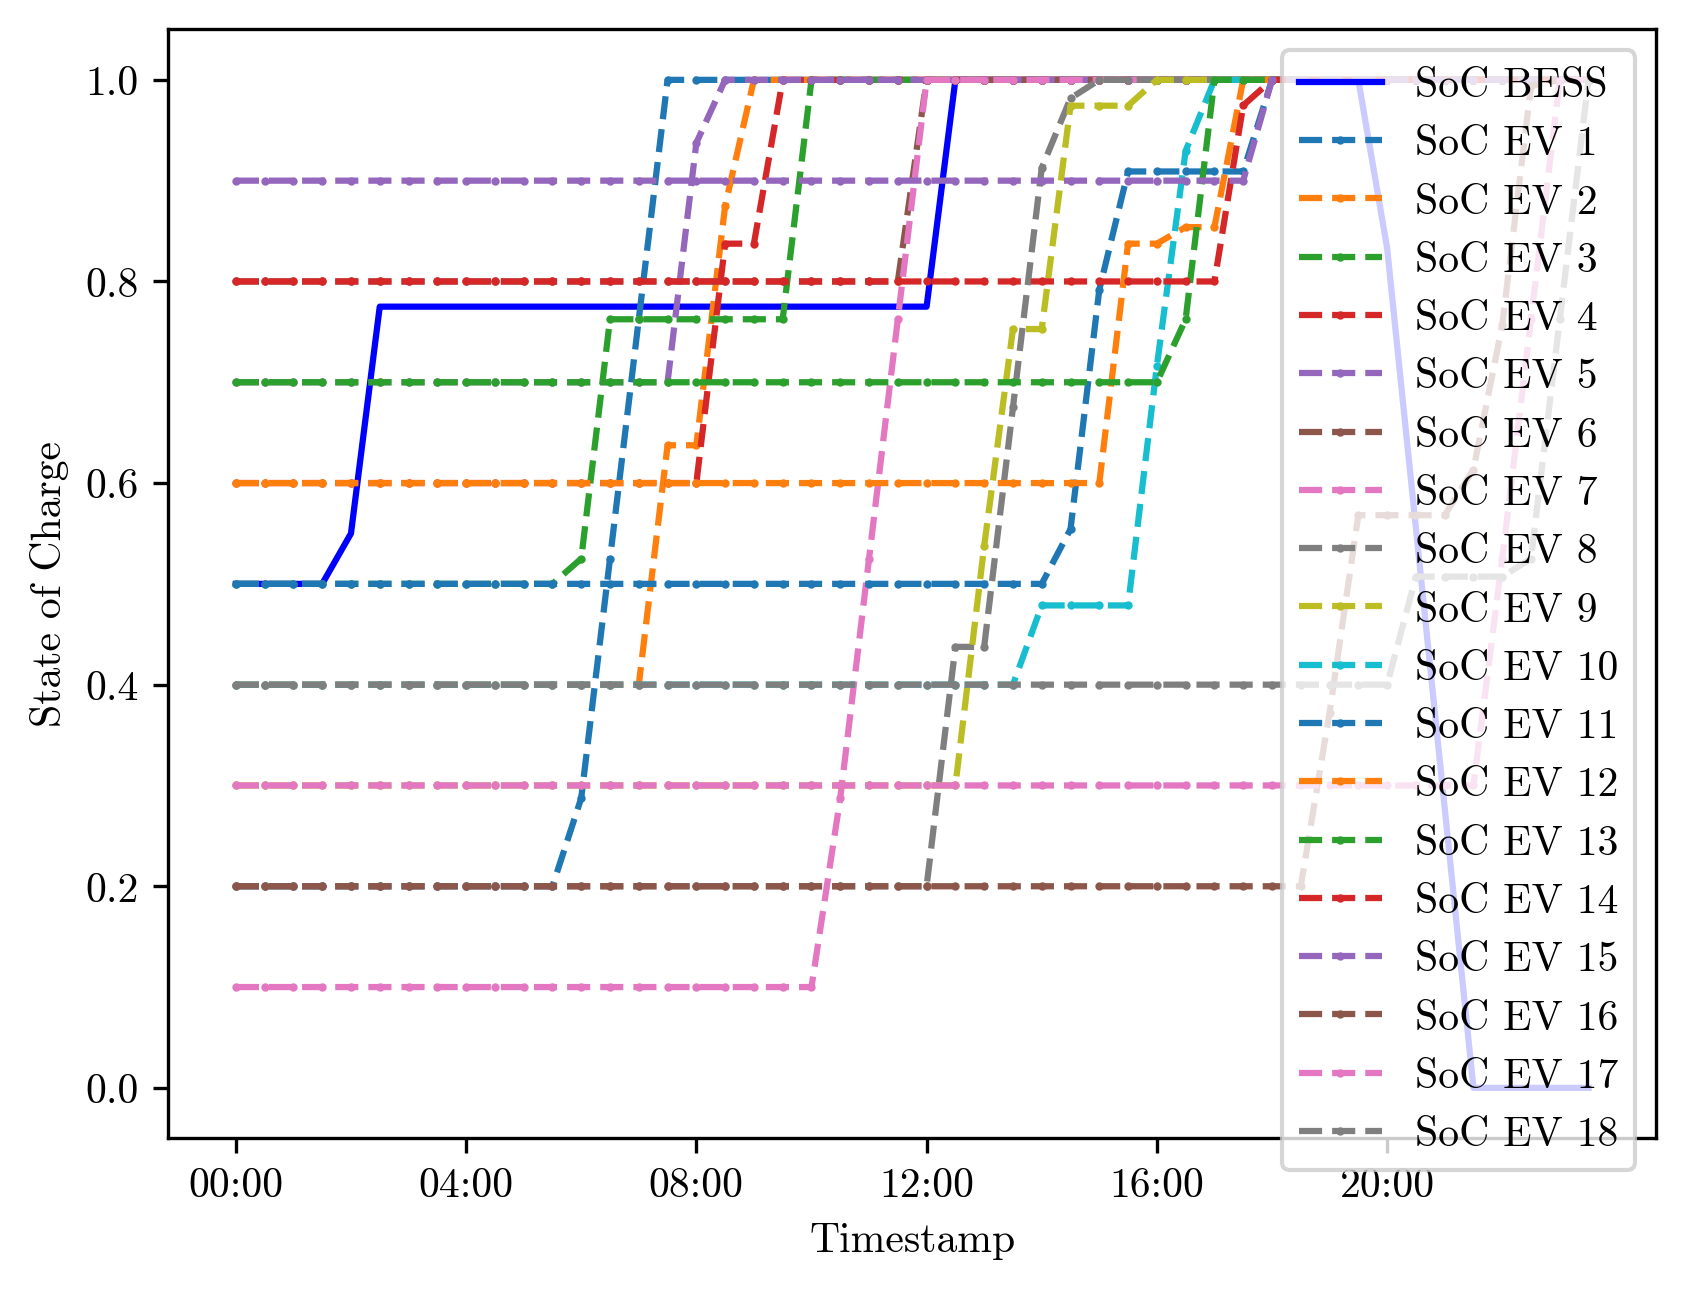 1.0
0.8
0.6
0.4
0.2
0.0
State of Charge
00:00 04:00 08:00 12:00 16:00 20:00
Timestamp
SoC BESS
SoC EV 1
SoC EV 2
SoC EV 3
SoC EV 4
SoC EV 5
SoC EV 6
SoC EV 7
SoC EV 8
SoC EV 9
SoC EV 10
SoC EV 11
SoC EV 12
SoC EV 13
SoC EV 14
SoC EV 15
SoC EV 16
SoC EV 17
SoC EV 18